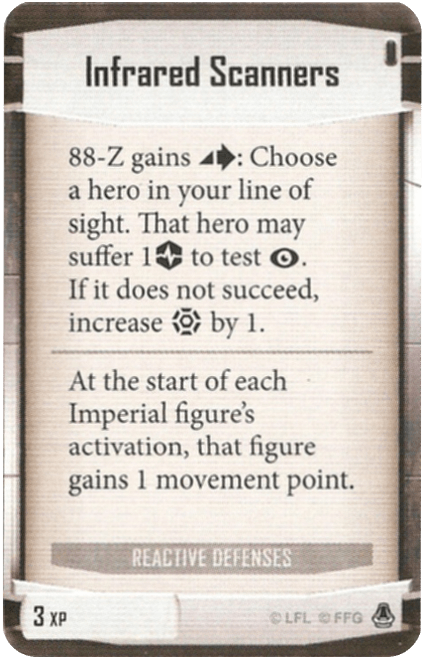 Infrared Scanners
88-Z gains : Choose
a hero in your line of
sight. That hero may
suffer 1 to test .
If it does not succeed,
increase by 1.
At the start of each
Imperial figure's
activation, that figure
gains 1 movement point.
REACTIVE DEFENSES
3 XP
© LFL © FFG